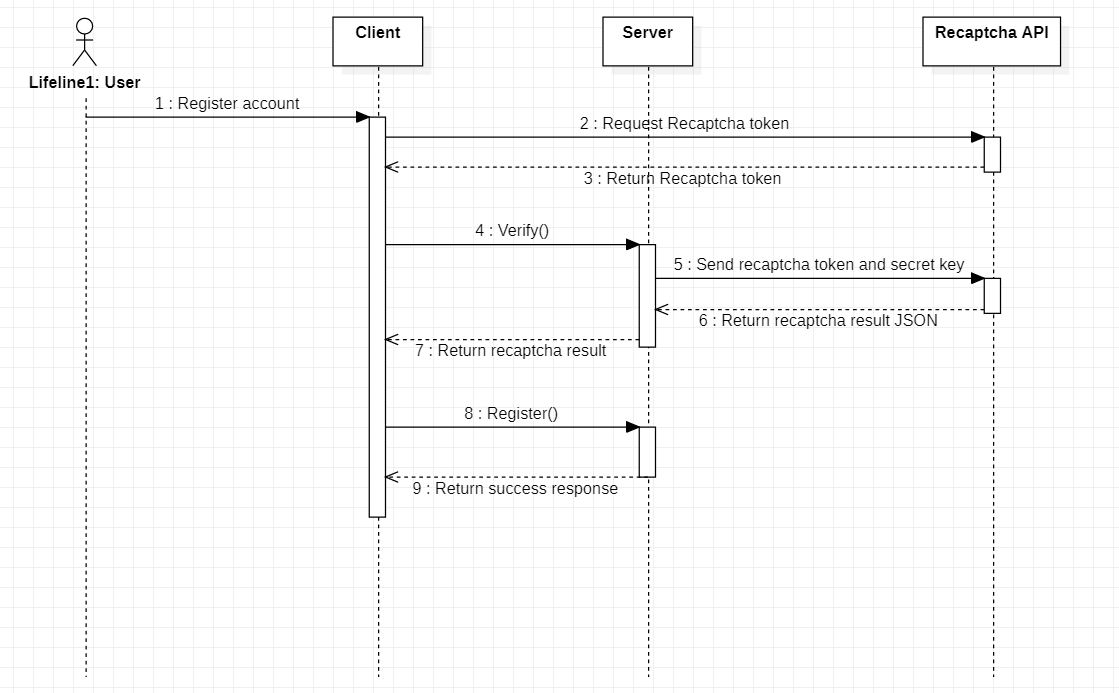 Client
Server
Recaptcha API
Lifeline1: User
1 : Register account
2 : Request Recaptcha token
3 : Return Recaptcha token
4 : Verify()
5 : Send recaptcha token and secret key
6 : Return recaptcha result JSON
7 : Return recaptcha result
8 : Register()
9 : Return success response